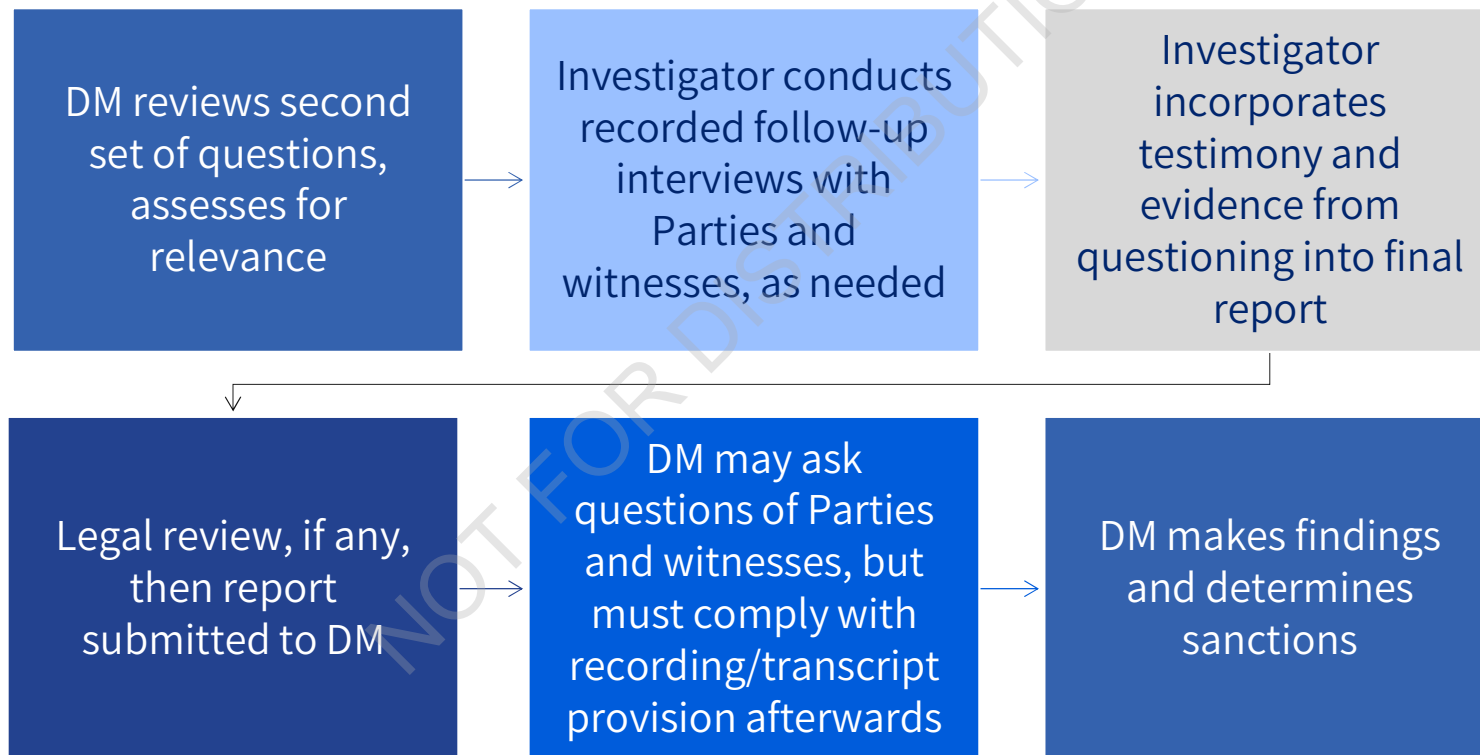 DM reviews second
set of questions,
assesses for
relevance
Investigator conducts
recorded follow-up
interviews with
Parties and
witnesses, as needed
Investigator
incorporates
testimony and
evidence from
questioning into final
report
Legal review, if any,
then report
submitted to DM
DM may ask
questions of Parties
and witnesses, but
must comply with
recording/transcript
provision afterwards
DM makes findings
and determines
sanctions
NOT FOR DISTRIBUTIO